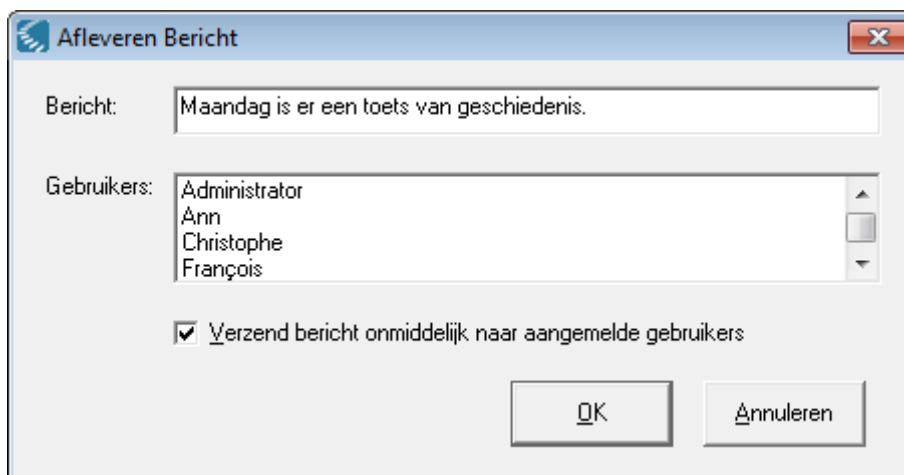 Afleveren Bericht
Bericht: Maandag is er een toets van geschiedenis.
Gebruikers: Administrator
Ann
Christophe
François
Verzend bericht onmiddelijk naar aangemelde gebruikers
OK Annuleren